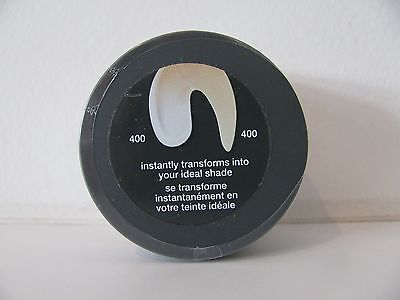 400 400
instantly transforms into
your ideal shade
se transforme
instantanément en
votre teinte idéale